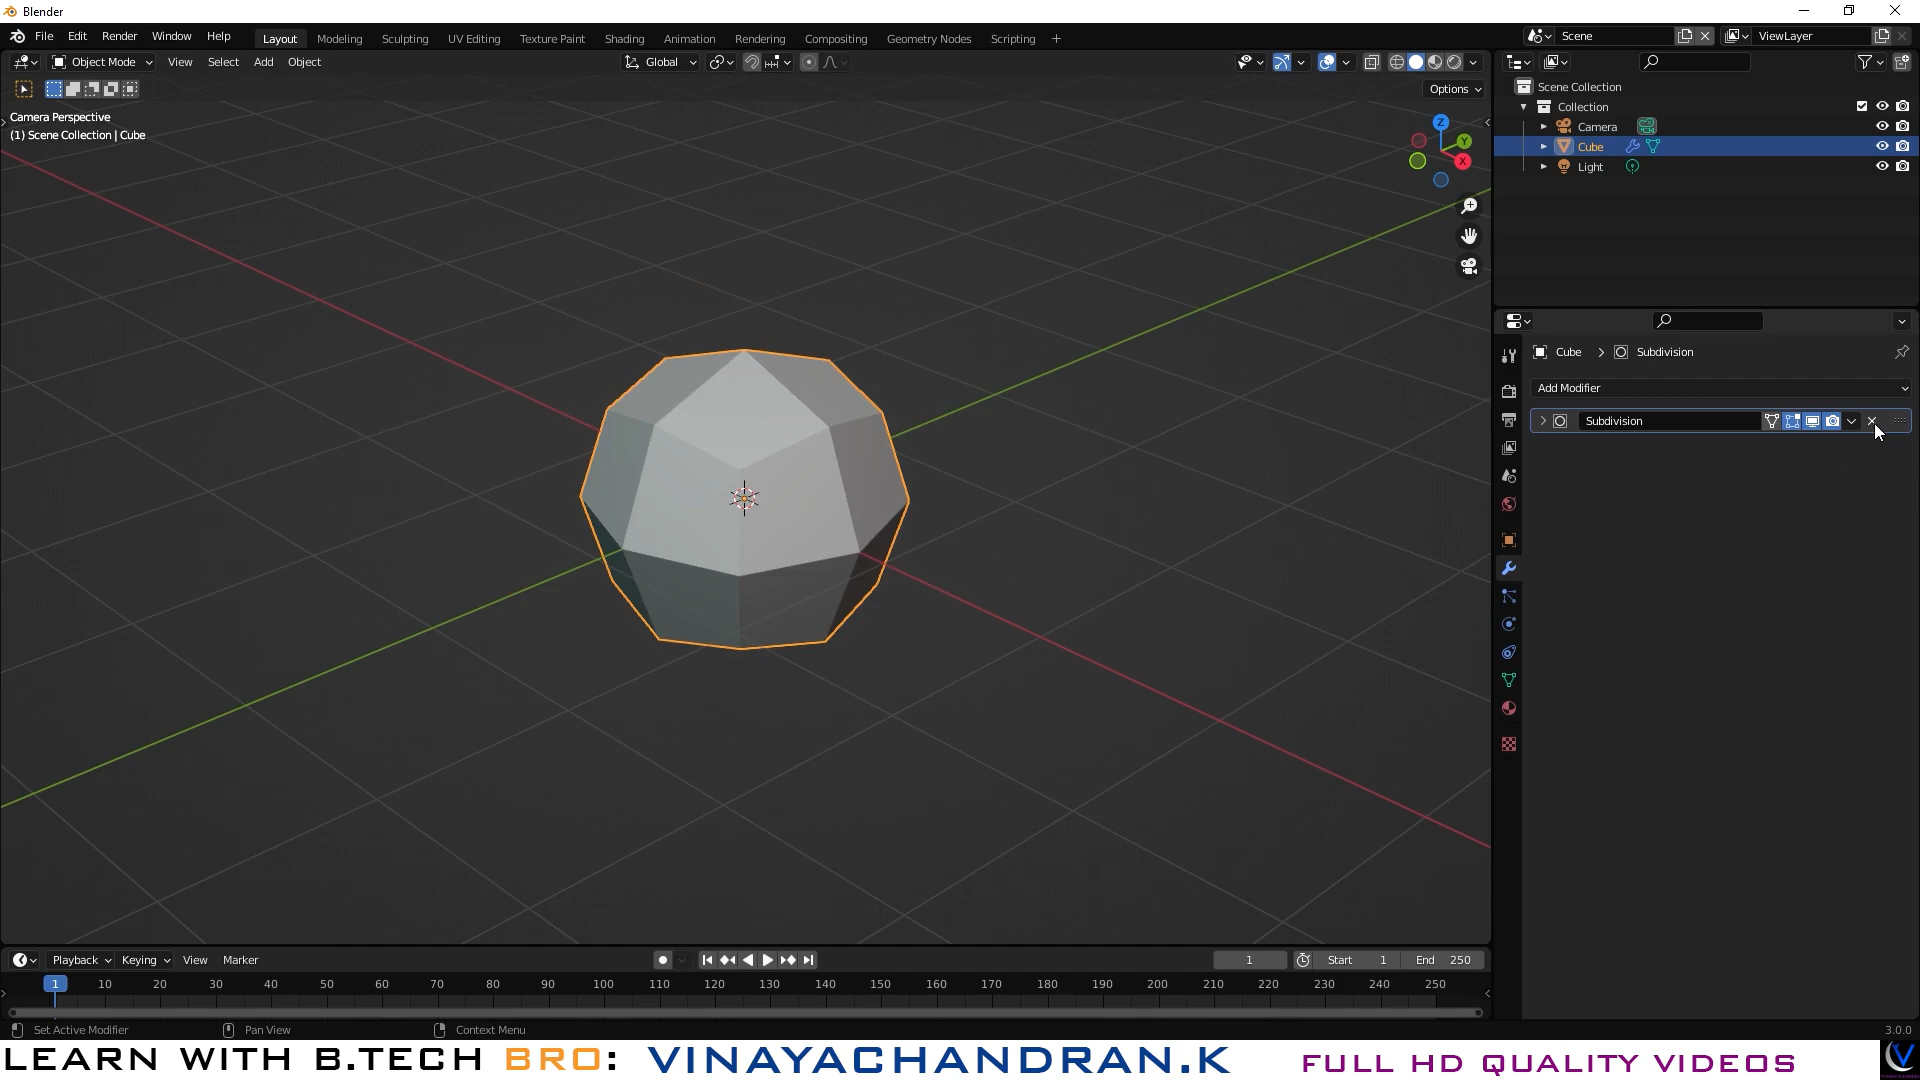 Blender
File Edit Render Window Help
Layout Modeling Sculpting UV Editing Texture Paint Shading Animation Rendering Compositing Geometry Nodes Scripting +
Scene
ViewLayer
Object Mode View Select Add Object
Global
Options
Camera Perspective
(1) Scene Collection | Cube
Z
Y
X
Scene Collection
Collection
Camera
Cube
Light
Cube > Subdivision
Add Modifier
Subdivision
Playback Keying View Marker
1
Start 1
End 250
1 10 20 30 40 50 60 70 80 90 100 110 120 130 140 150 160 170 180 190 200 210 220 230 240 250
Set Active Modifier
Pan View
Context Menu
3.0.0
LEARN WITH B.TECH BRO: VINAYACHANDRAN.K FULL HD QUALITY VIDEOS